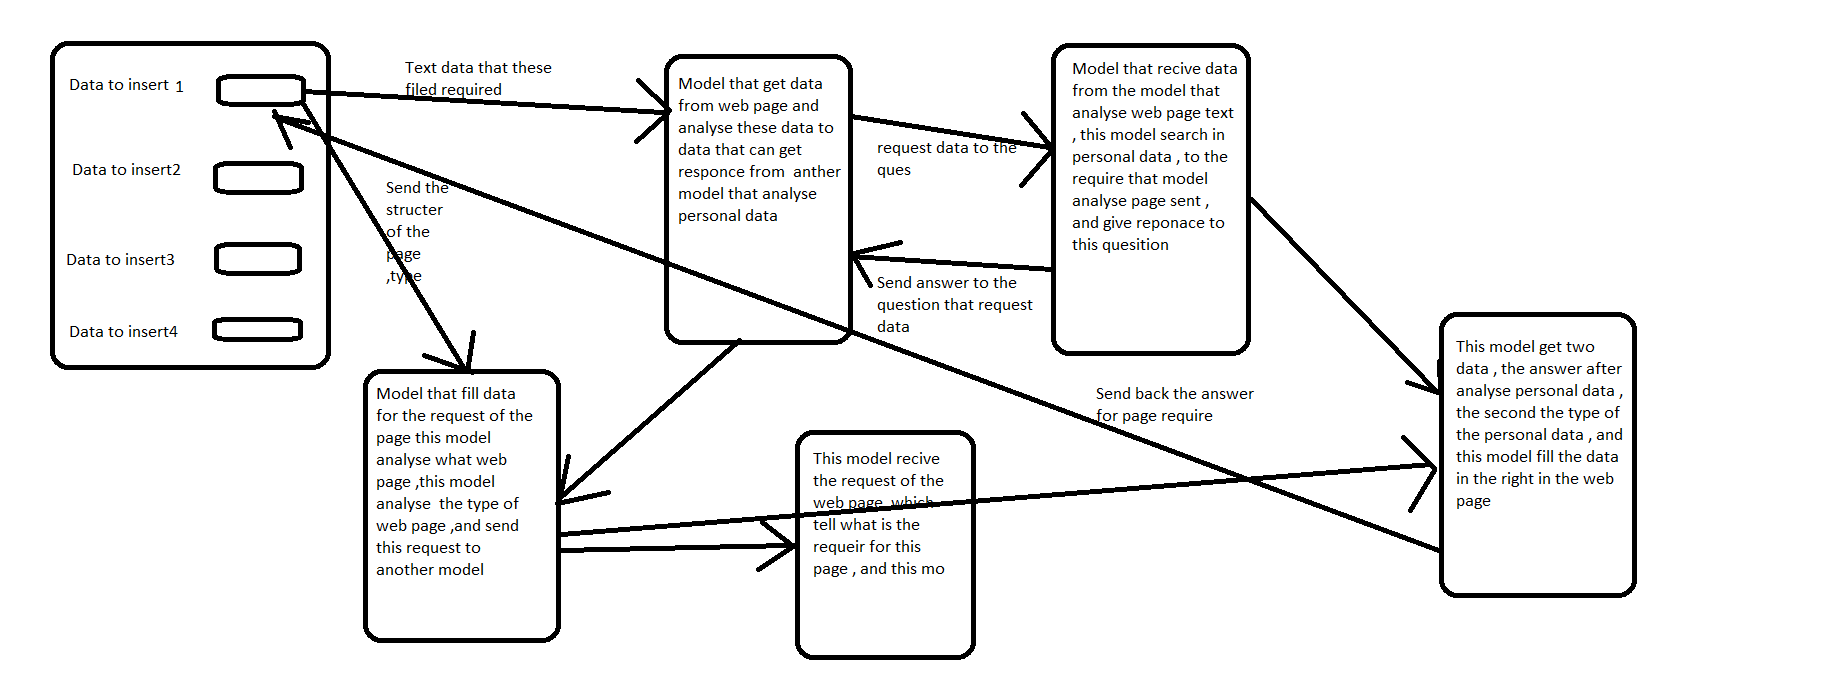 Data to insert 1
Data to insert2
Data to insert3
Data to insert4
Text data that these
filed required
Send the
structer
of the
page
,type
Model that get data
from web page and
analyse these data to
data that can get
responce from  anther
model that analyse
personal data
request data to the
ques
Send answer to the
question that request
data
Model that recive data
from the model that
analyse web page text
, this model search in
personal data , to the
require that model
analyse page sent ,
and give reponace to
this quesition
Model that fill data
for the request of the
page this model
analyse what web
page ,this model
analyse  the type of
web page ,and send
this request to
another model
This model recive
the request of the
web page  which
tell what is the
requeir for this
page , and this mo
Send back the answer
for page require
This model get two
data , the answer after
analyse personal data ,
the second the type of
the personal data , and
this model fill the data
in the right in the web
page